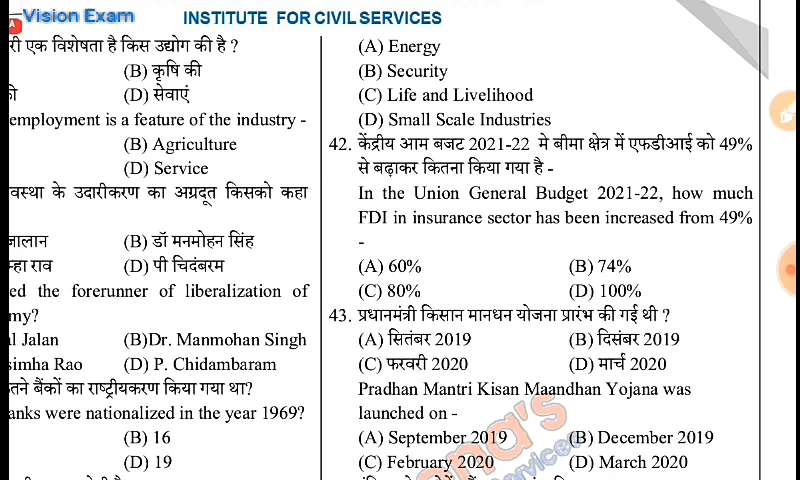 Vision Exam INSTITUTE FOR CIVIL SERVICES
री एक विशेषता है किस उद्योग की है ?
(B) कृषि की
(D) सेवाएं
employment is a feature of the industry -
(B) Agriculture
(D) Service
वस्था के उदारीकरण का अग्रदूत किसको कहा
जालान (B) डॉ मनमोहन सिंह
म्हा राव (D) पी चिदंबरम
ed the forerunner of liberalization of
my?
l Jalan (B)Dr. Manmohan Singh
simha Rao (D) P. Chidambaram
तने बैंकों का राष्ट्रीयकरण किया गया था?
anks were nationalized in the year 1969?
(B) 16
(D) 19
(A) Energy
(B) Security
(C) Life and Livelihood
(D) Small Scale Industries
42. केंद्रीय आम बजट 2021-22 मे बीमा क्षेत्र में एफडीआई को 49%
से बढ़ाकर कितना किया गया है -
In the Union General Budget 2021-22, how much
FDI in insurance sector has been increased from 49%
-
(A) 60% (B) 74%
(C) 80% (D) 100%
43. प्रधानमंत्री किसान मानधन योजना प्रारंभ की गई थी ?
(A) सितंबर 2019 (B) दिसंबर 2019
(C) फरवरी 2020 (D) मार्च 2020
Pradhan Mantri Kisan Maandhan Yojana was
launched on -
(A) September 2019 (B) December 2019
(C) February 2020 (D) March 2020